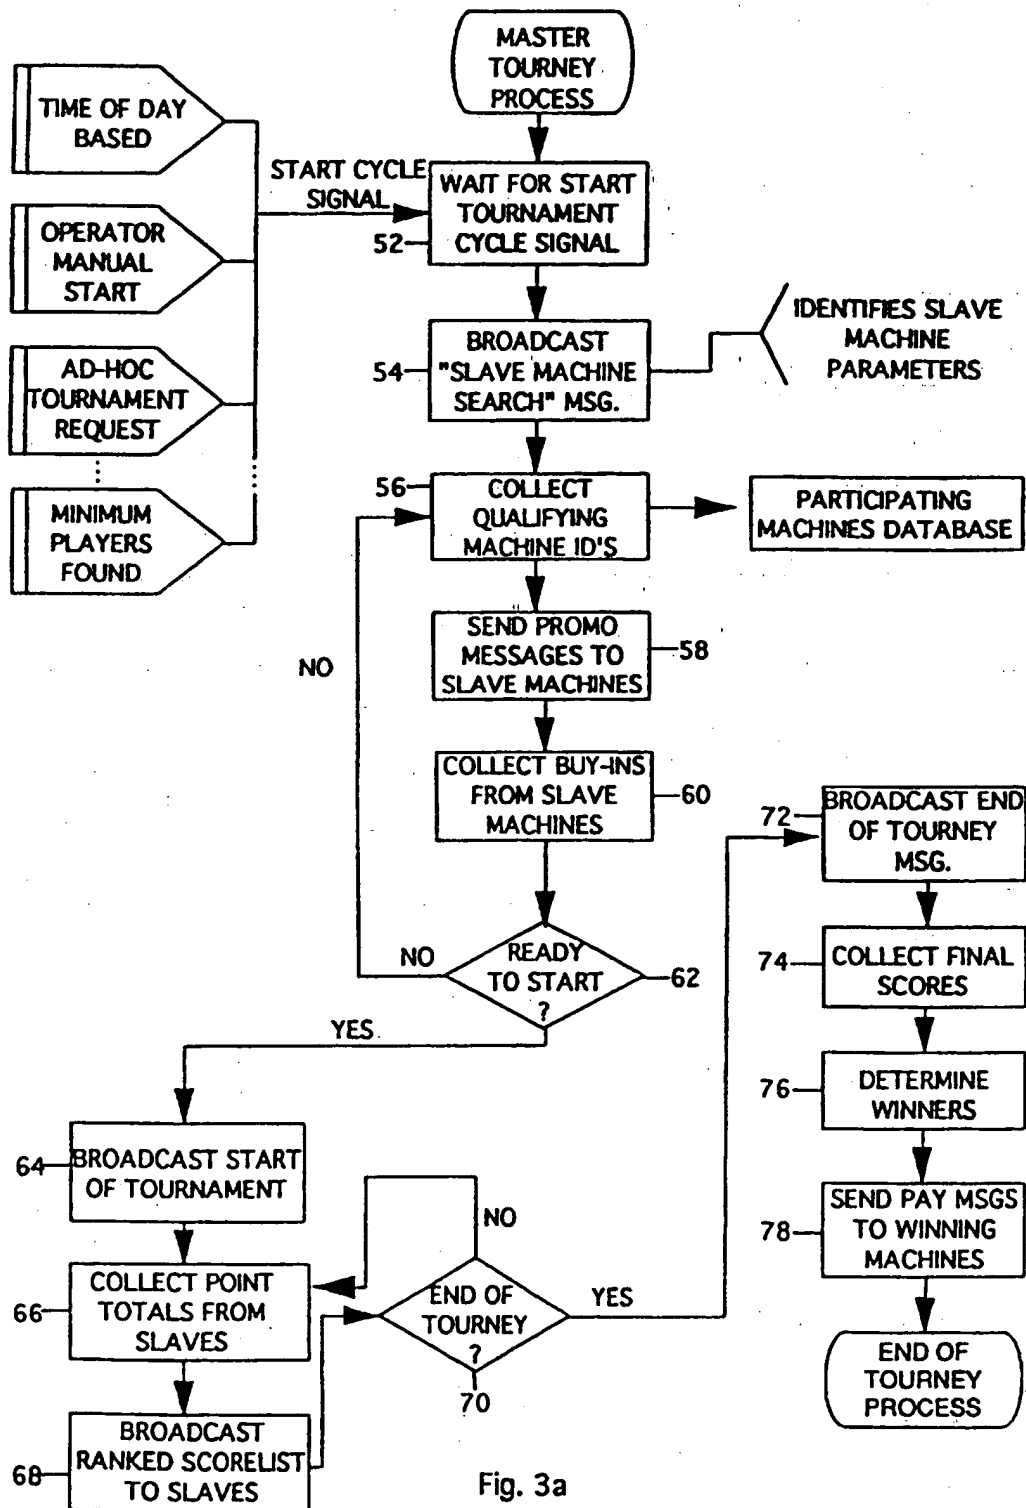 MASTER
TOURNEY
PROCESS
TIME OF DAY
BASED
START CYCLE
SIGNAL
WAIT FOR START
TOURNAMENT
CYCLE SIGNAL
52
OPERATOR
MANUAL
START
BROADCAST
"SLAVE MACHINE
SEARCH" MSG.
54
IDENTIFIES SLAVE
MACHINE
PARAMETERS
AD-HOC
TOURNAMENT
REQUEST
56
COLLECT
QUALIFYING
MACHINE ID'S
PARTICIPATING
MACHINES DATABASE
MINIMUM
PLAYERS
FOUND
SEND PROMO
MESSAGES TO
SLAVE MACHINES
58
NO
COLLECT BUY-INS
FROM SLAVE
MACHINES
60
READY
TO START
?
62
NO
YES
64
BROADCAST START
OF TOURNAMENT
66
COLLECT POINT
TOTALS FROM
SLAVES
68
BROADCAST
RANKED SCORELIST
TO SLAVES
NO
END OF
TOURNEY
?
70
YES
72
BROADCAST END
OF TOURNEY
MSG.
74
COLLECT FINAL
SCORES
76
DETERMINE
WINNERS
78
SEND PAY MSGS
TO WINNING
MACHINES
END OF
TOURNEY
PROCESS
Fig. 3a